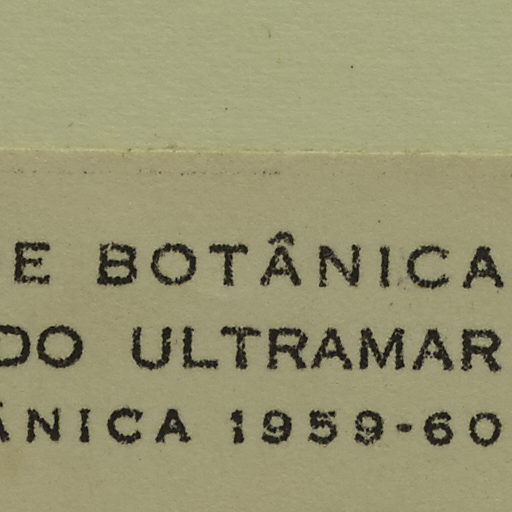 E BOTÂNICA
DO ULTRAMAR
ÂNICA 1959-60